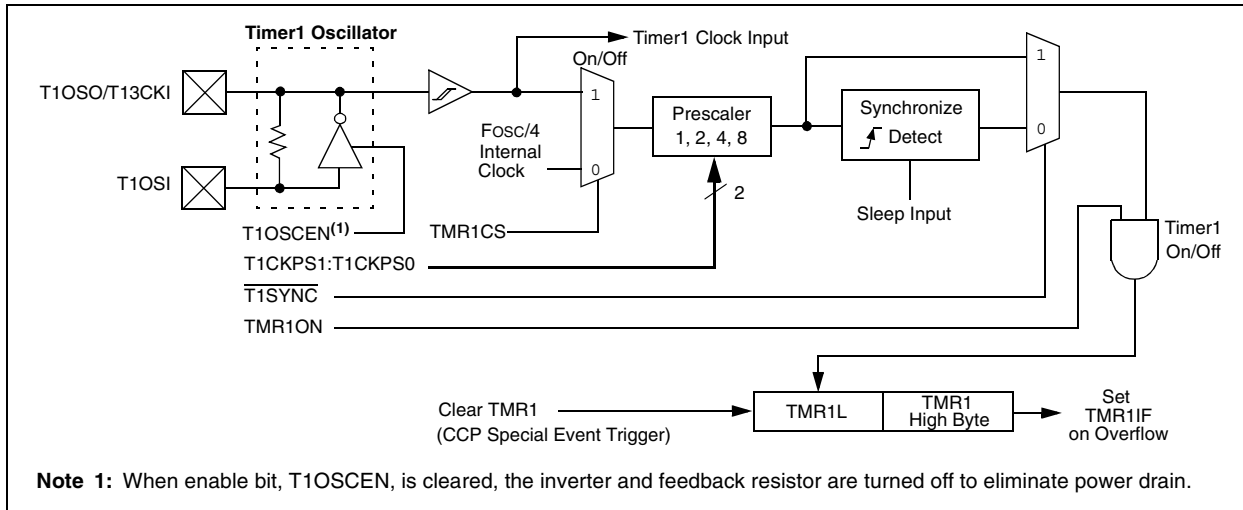 Timer1 Oscillator
Timer1 Clock Input
On/Off
T1OSO/T13CKI
1
1
Prescaler
1, 2, 4, 8
Synchronize
Detect
FOSC/4
Internal
Clock
0
0
T1OSI
2
Sleep Input
T1OSCEN(1)
TMR1CS
Timer1
On/Off
T1CKPS1:T1CKPS0
T1SYNC
TMR1ON
Clear TMR1
(CCP Special Event Trigger)
TMR1L
TMR1
High Byte
Set
TMR1IF
on Overflow
Note 1: When enable bit, T1OSCEN, is cleared, the inverter and feedback resistor are turned off to eliminate power drain.